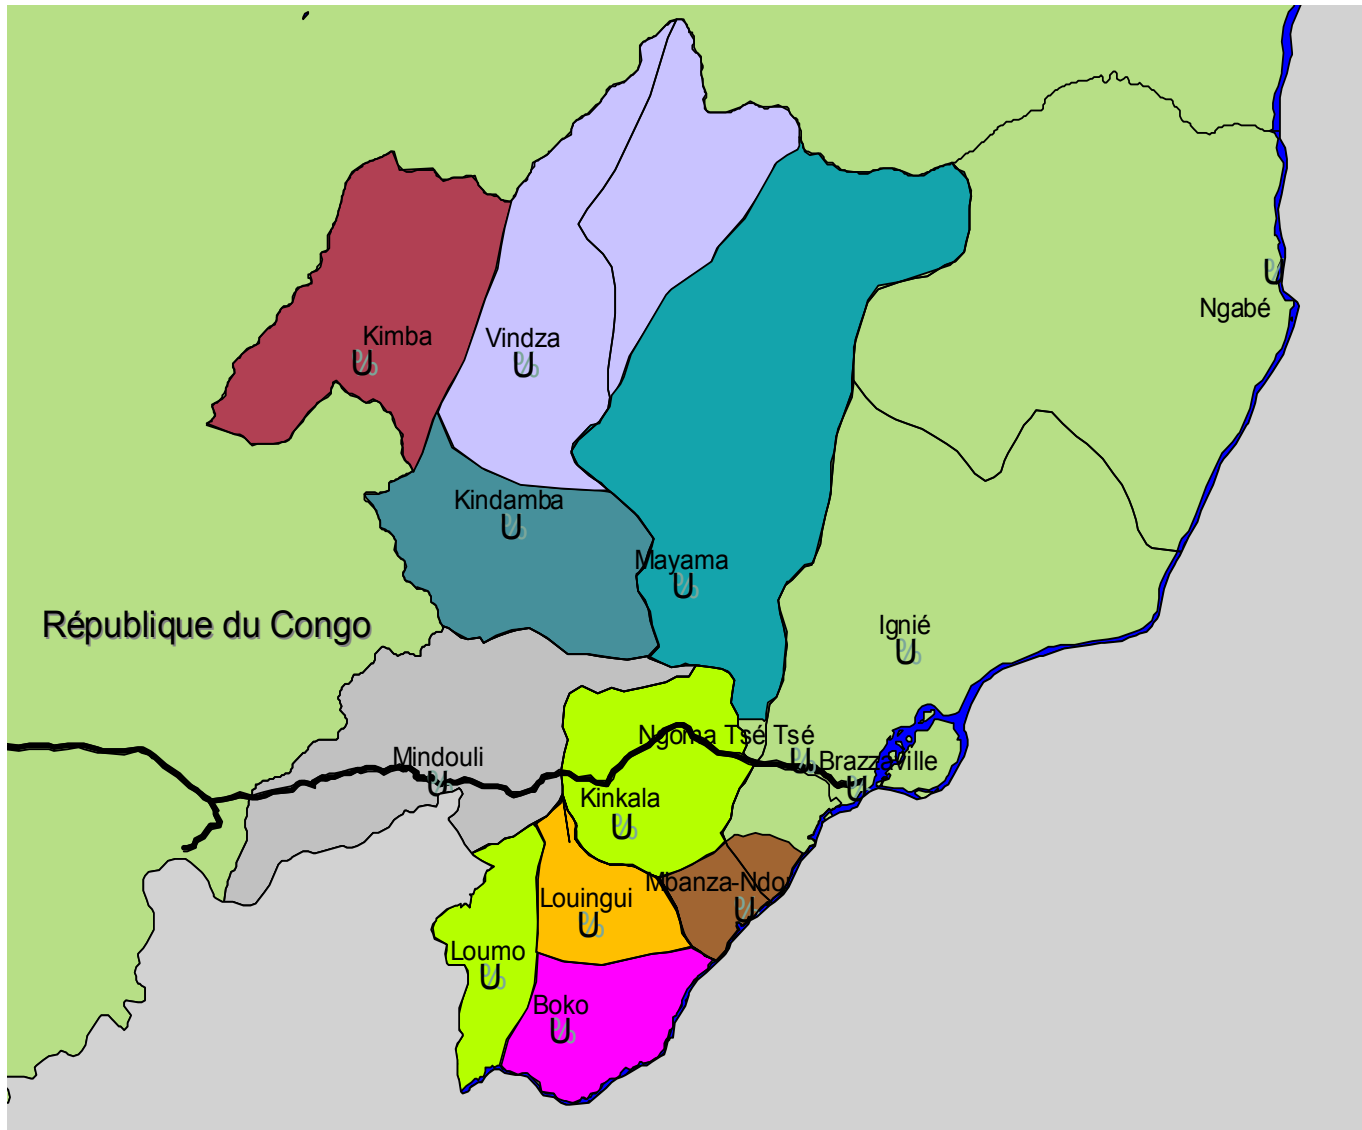 Ngabé
Kimba
U
Vindza
U
Kindamba
U
Mayama
U
République du Congo
Ignié
U
Ngoma Tsé Tsé
U
Mindouli
U
Brazzaville
U
Kinkala
U
Mbanza-Ndo
U
Louingui
U
Loumo
U
Boko
U